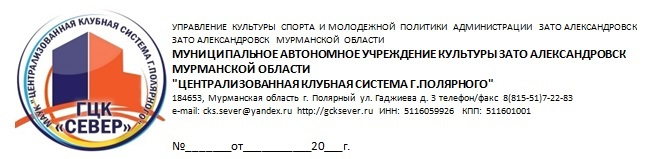 МАУК "ЦЕНТРАЛИЗОВАННАЯ КЛУБНАЯ СИСТЕМА Г.ПОЛЯРНОГО"
ГЦК
«СЕВЕР»
УПРАВЛЕНИЕ КУЛЬТУРЫ СПОРТА И МОЛОДЕЖНОЙ ПОЛИТИКИ АДМИНИСТРАЦИИ ЗАТО АЛЕКСАНДРОВСК
ЗАТО АЛЕКСАНДРОВСК МУРМАНСКОЙ ОБЛАСТИ
МУНИЦИПАЛЬНОЕ АВТОНОМНОЕ УЧРЕЖДЕНИЕ КУЛЬТУРЫ ЗАТО АЛЕКСАНДРОВСК
МУРМАНСКОЙ ОБЛАСТИ
"ЦЕНТРАЛИЗОВАННАЯ КЛУБНАЯ СИСТЕМА Г.ПОЛЯРНОГО"
184653, Мурманская область г. Полярный ул. Гаджиева д. 3 телефон/факс 8(815-51)7-22-83
e-mail: cks.sever@yandex.ru http://gcksever.ru ИНН: 5116059926 КПП: 511601001
№_______от___________20___г.